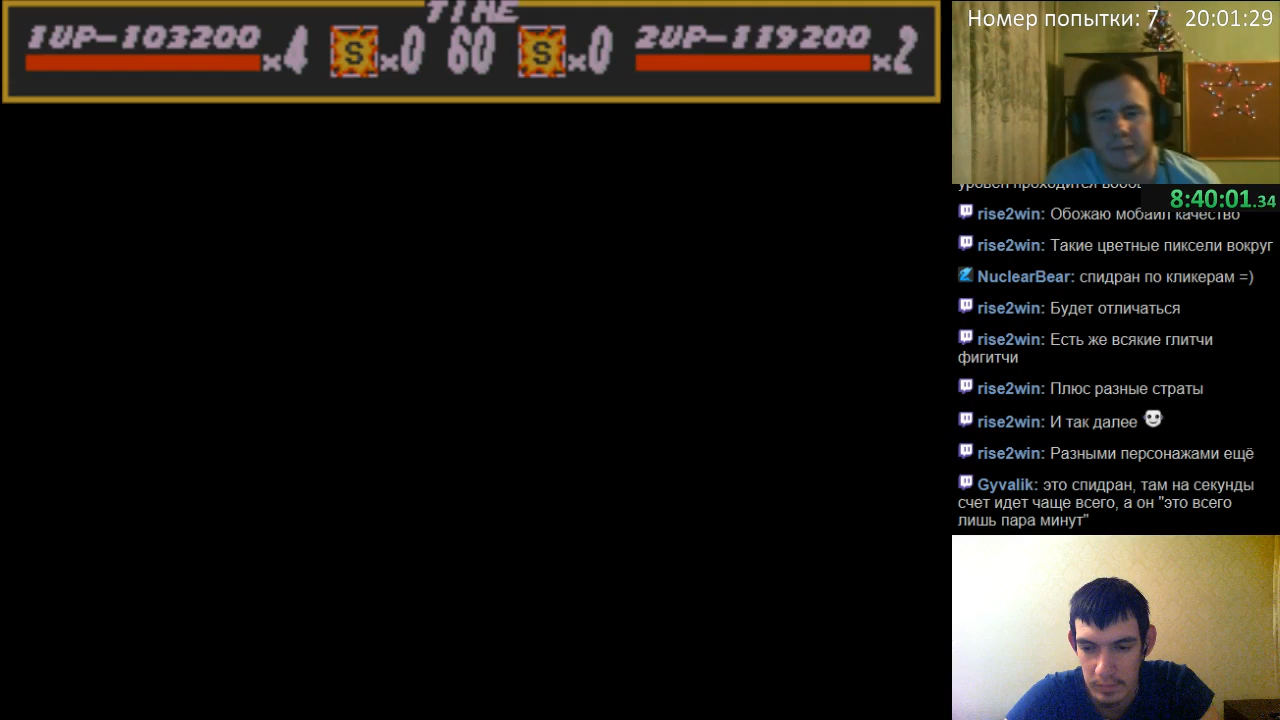 TIME
1UP-103200 ×4 S ×0 60 S ×0 2UP-119200 ×2
Номер попытки: 7 20:01:29
8:40:01.34
rise2win: Обожаю мобайл качество
rise2win: Такие цветные пиксели вокруг
NuclearBear: спидран по кликерам =)
rise2win: Будет отличаться
rise2win: Есть же всякие глитчи
фигитчи
rise2win: Плюс разные страты
rise2win: И так далее
rise2win: Разными персонажами ещё
Gyvalik: это спидран, там на секунды
счет идет чаще всего, а он "это всего
лишь пара минут"